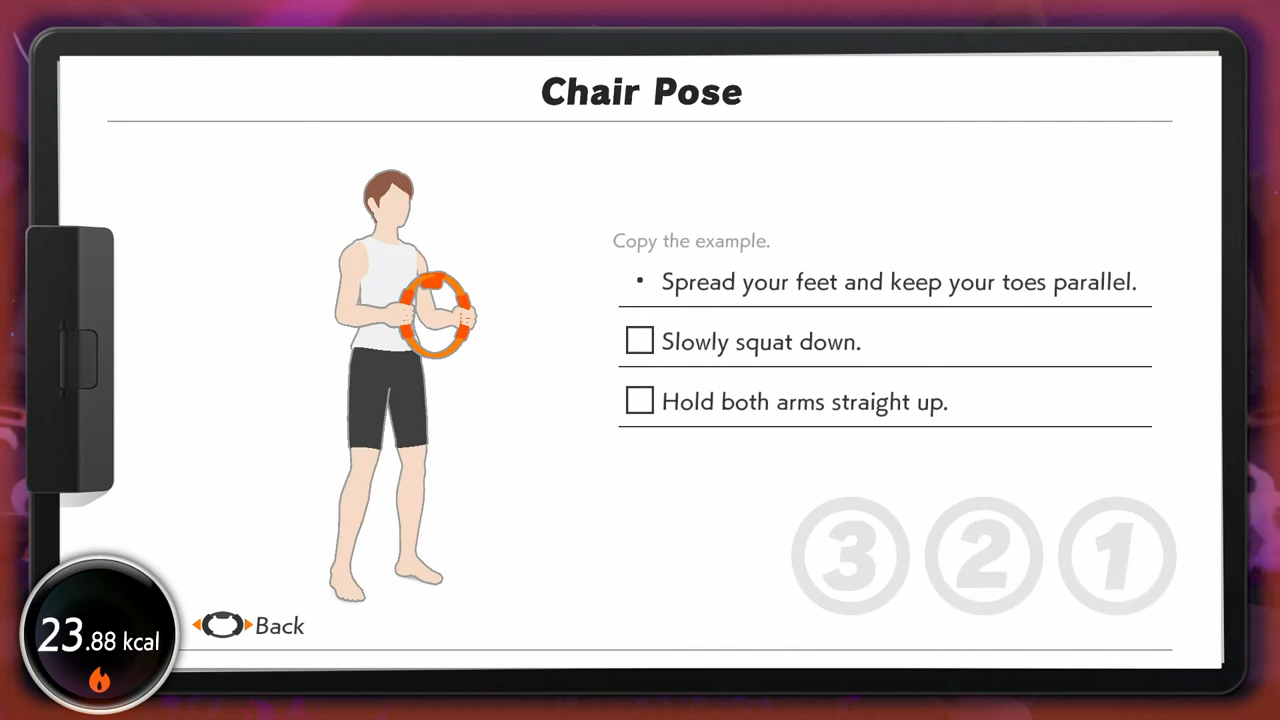 Chair Pose
Copy the example.
• Spread your feet and keep your toes parallel.
Slowly squat down.
Hold both arms straight up.
3 2 1
23.88 kcal
Back